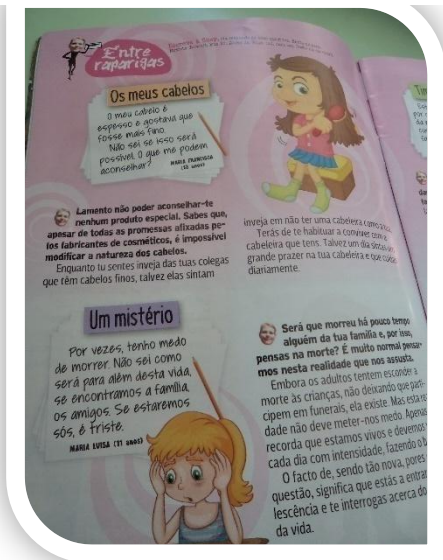 Entre
raparigas
Os meus cabelos
O meu cabelo é
espesso e gostava que
fosse mais fino.
Não sei se isso será
possível. O que me podem
aconselhar?
MARIA FRANCISCA
(12 anos)
Lamento não poder aconselhar-te
nenhum produto especial. Sabes que,
apesar de todas as promessas afixadas pe-
los fabricantes de cosméticos, é impossível
modificar a natureza dos cabelos.
Enquanto tu sentes inveja das tuas colegas
que têm cabelos finos, talvez elas sintam
inveja em não ter uma cabeleira como a tua.
Terás de te habituar a conviver com a
cabeleira que tens. Talvez um dia sintas um
grande prazer na tua cabeleira e que cuides
diariamente.
Um mistério
Por vezes, tenho medo
de morrer. Não sei como
será para além desta vida,
se encontramos a família,
os amigos. Se estaremos
sós, é triste.
MARIA LUISA (11 anos)
Será que morreu há pouco tempo
alguém da tua família e, por isso,
pensas na morte? É muito normal pensar-
mos nesta realidade que nos assusta.
Embora os adultos tentem esconder a
morte às crianças, não deixando que parti-
cipem em funerais, ela existe. Mas esta
dade não deve meter-nos medo. Apenas
recorda que estamos vivos e devemos
cada dia com intensidade, fazendo o
O facto de, sendo tão nova, pores
questão, significa que estás a entrar
lescência e te interrogas acerca do
da vida.